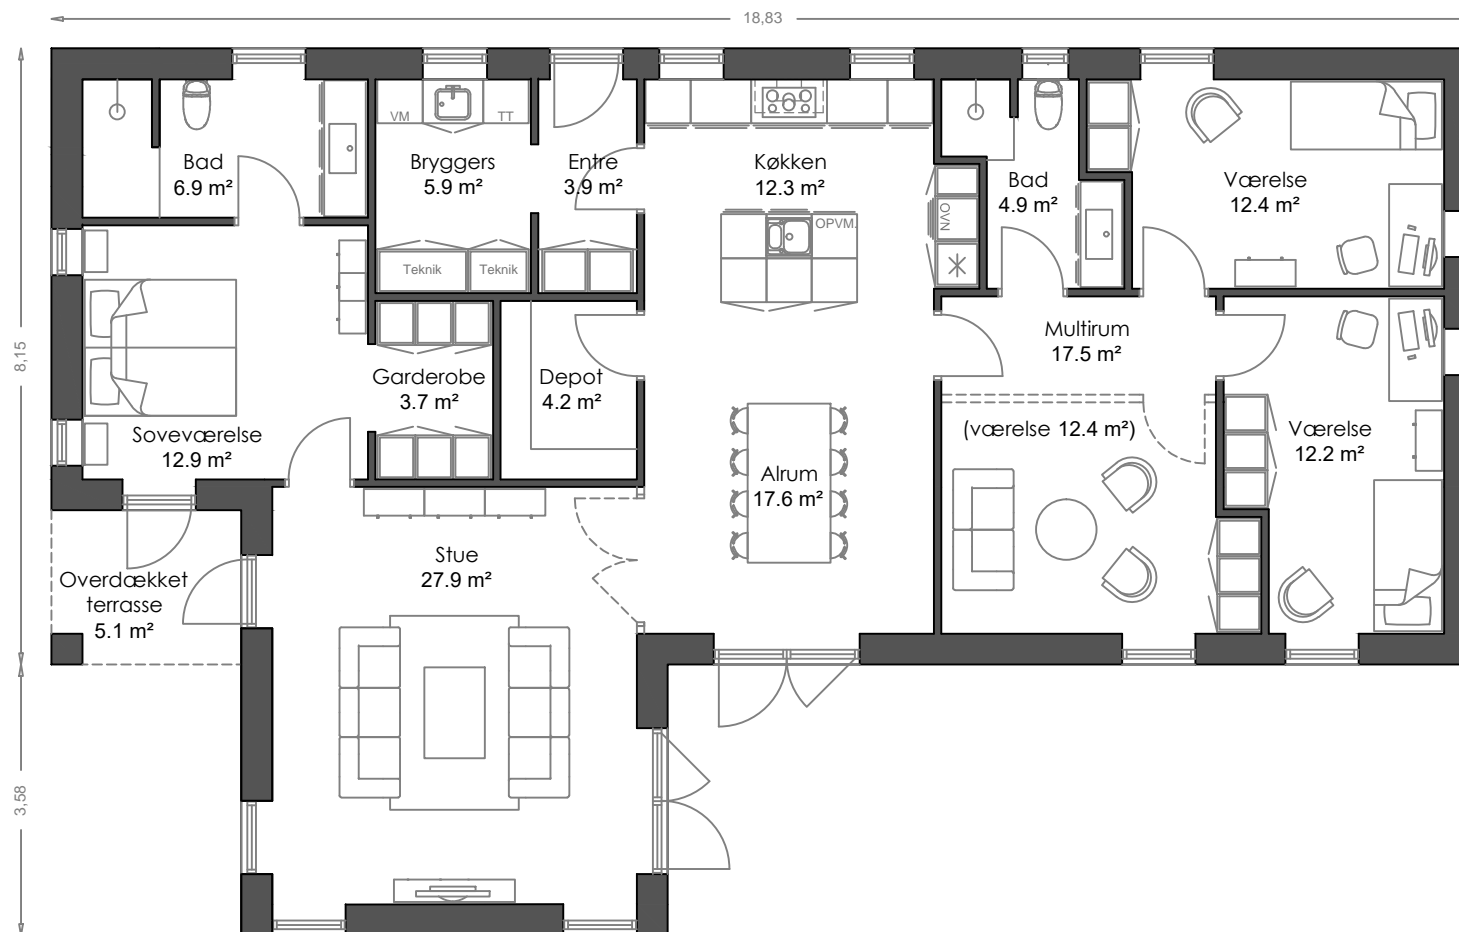 18,83
VM
TT
Bad
6.9 m²
Bryggers
5.9 m²
Entre
3.9 m²
Køkken
12.3 m²
Bad
4.9 m²
Værelse
12.4 m²
OVN
OPVM.
Teknik
Teknik
8,15
Multirum
17.5 m²
Garderobe
3.7 m²
Depot
4.2 m²
Soveværelse
12.9 m²
(værelse 12.4 m²)
Værelse
12.2 m²
Alrum
17.6 m²
Stue
27.9 m²
Overdækket
terrasse
5.1 m²
3,58